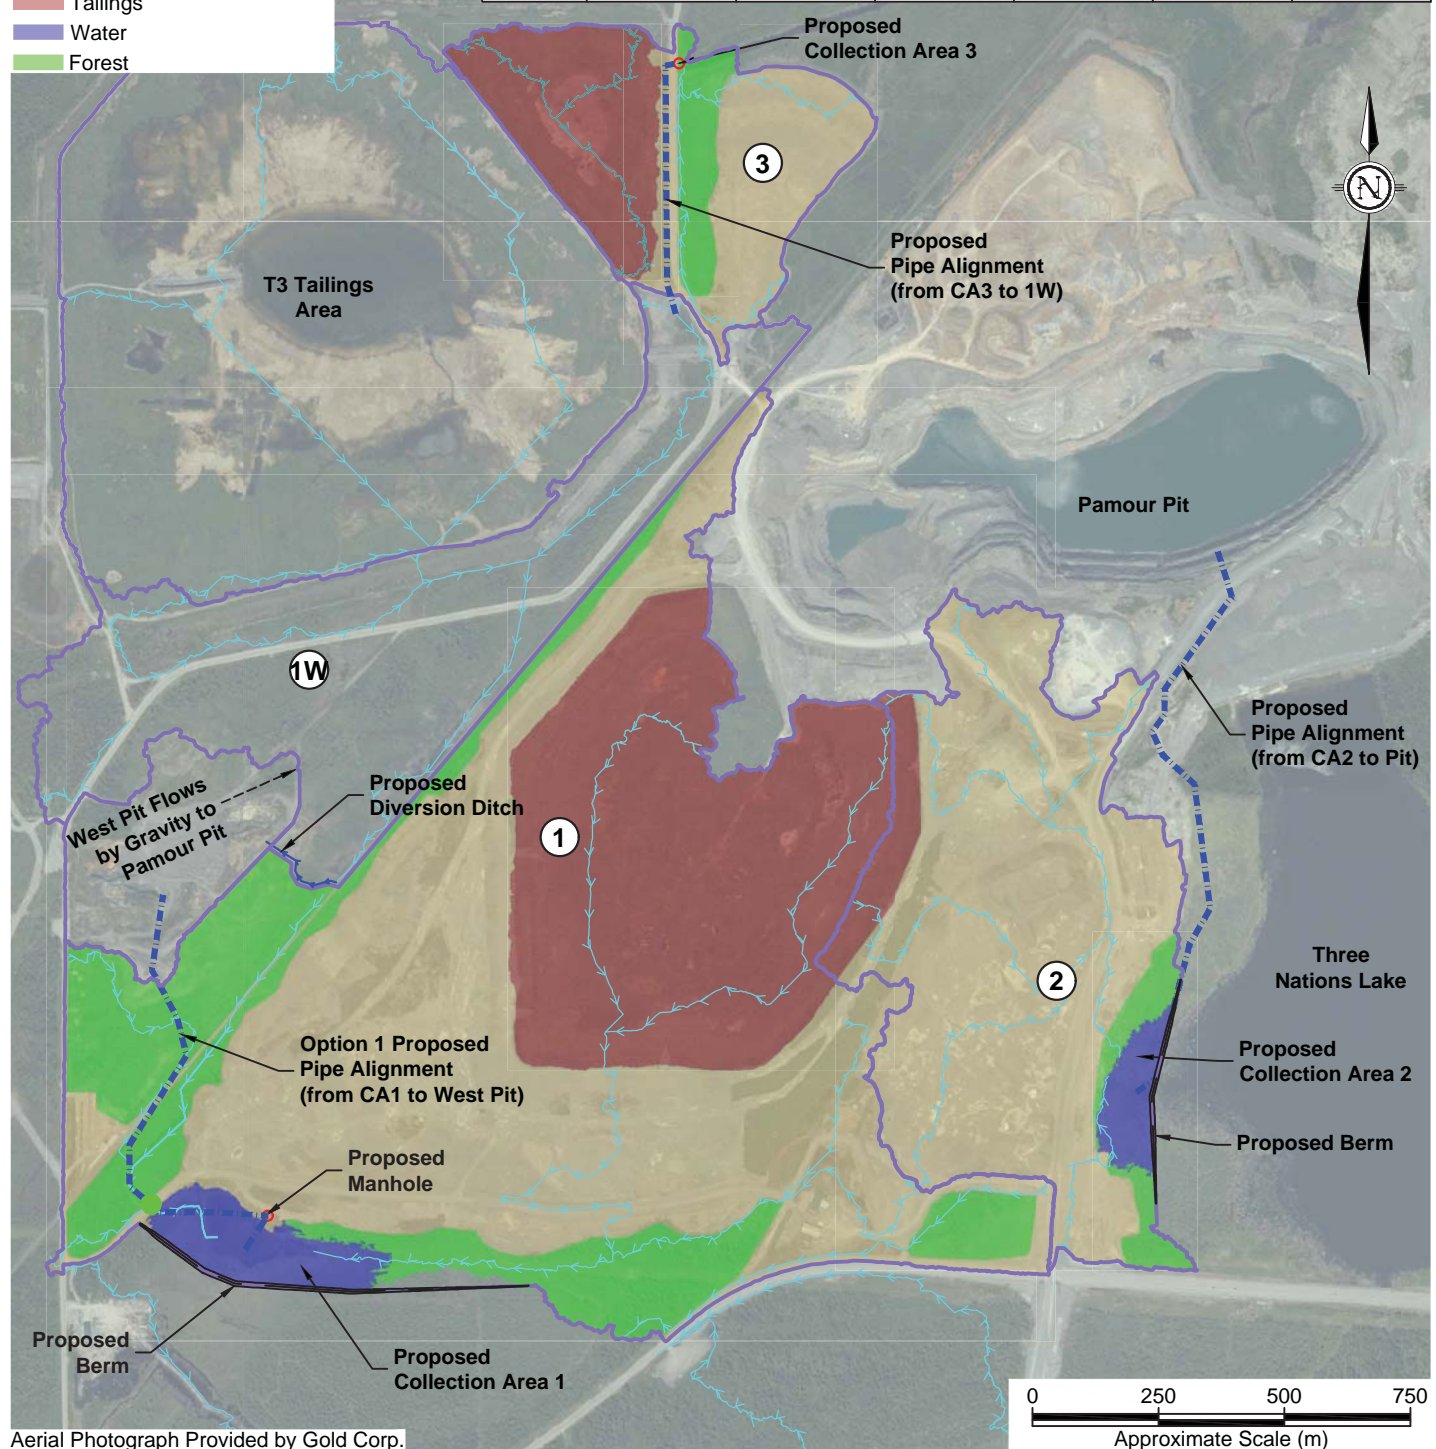 Tailings
Water
Forest
Proposed
Collection Area 3
3
N
Proposed
Pipe Alignment
(from CA3 to 1W)
T3 Tailings
Area
Pamour Pit
1W
Proposed
Pipe Alignment
(from CA2 to Pit)
West Pit Flows
by Gravity to
Pamour Pit
Proposed
Diversion Ditch
1
2
Three
Nations Lake
Option 1 Proposed
Pipe Alignment
(from CA1 to West Pit)
Proposed
Collection Area 2
Proposed Berm
Proposed
Manhole
Proposed
Berm
Proposed
Collection Area 1
0 250 500 750
Approximate Scale (m)
Aerial Photograph Provided by Gold Corp.